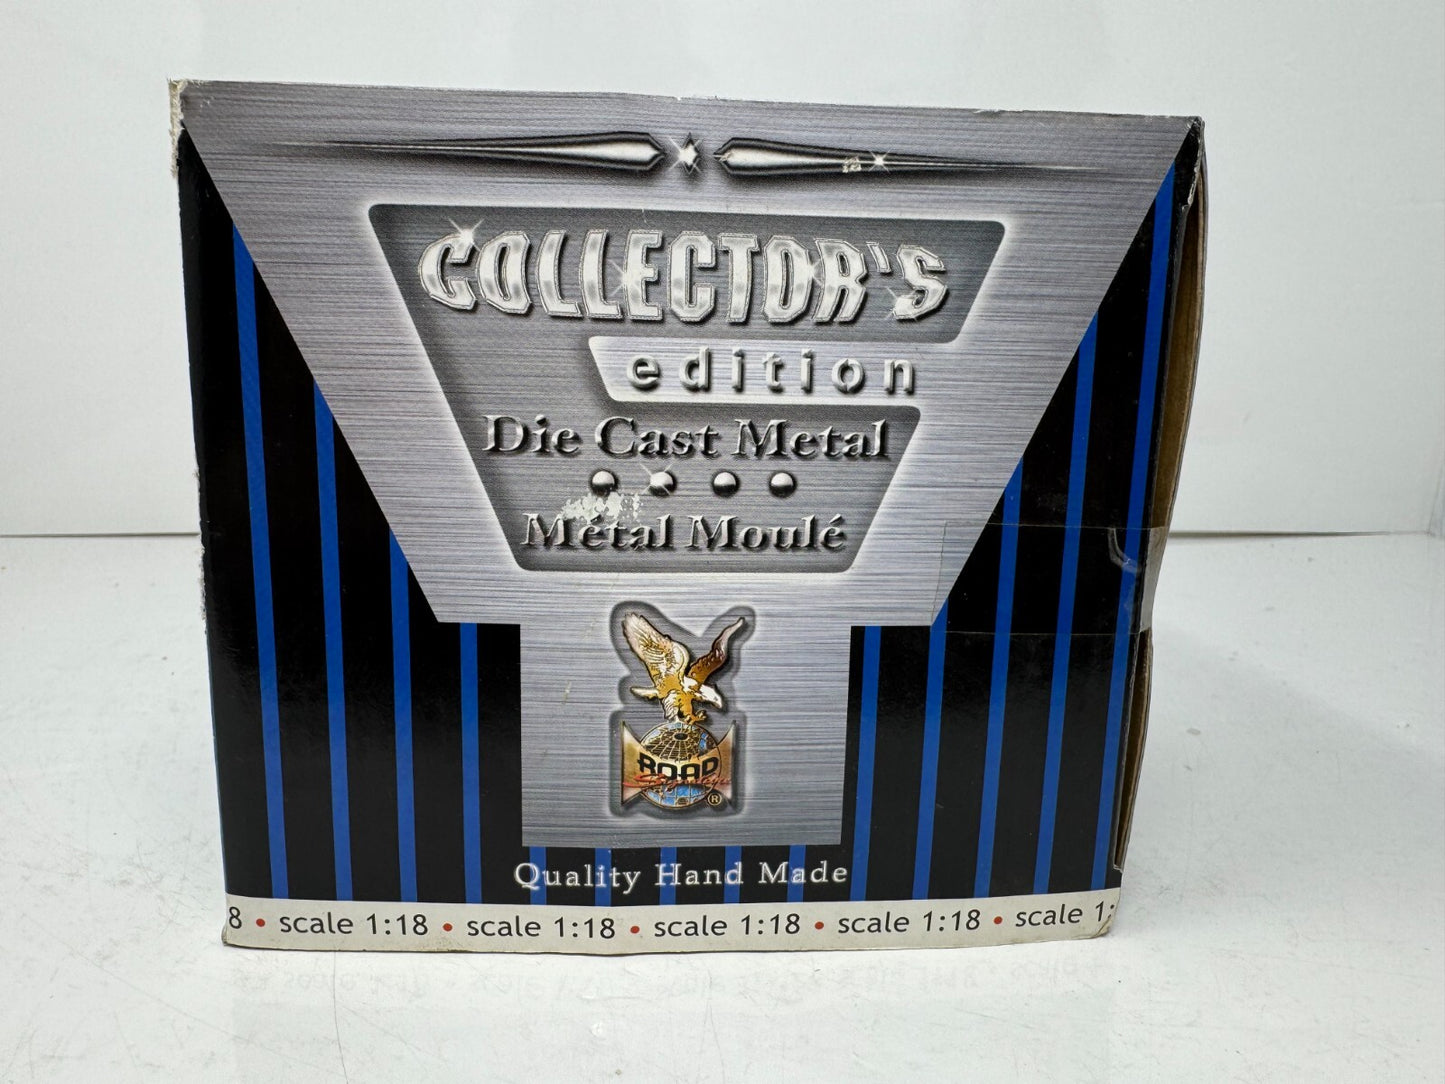 COLLECTOR'S
edition
Die Cast Metal
Métal Moulé
ROAD
Signature
®
Quality Hand Made
8 • scale 1:18 • scale 1:18 • scale 1:18 • scale 1:18 • scale 1: